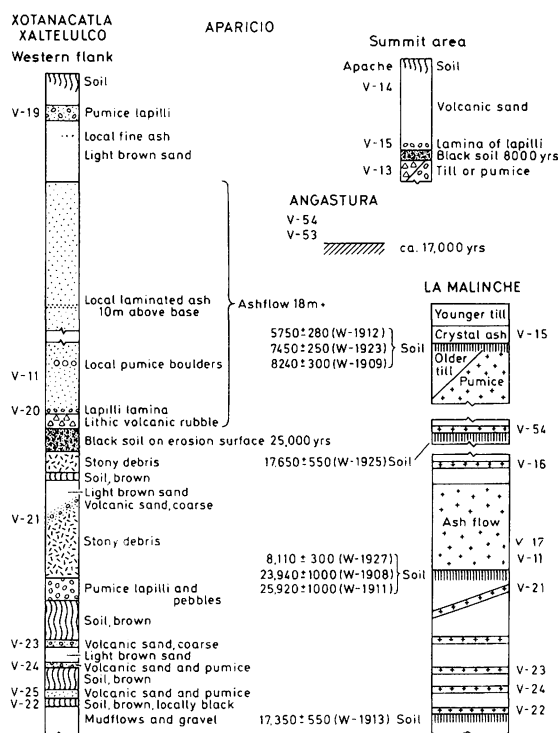 XOTANACATLA
XALTELULCO
Western flank
Soil
V-19 Pumice lapilli
Local fine ash
Light brown sand
Local laminated ash
10m above base
Ashflow 18m+
Local pumice boulders
V-11
V-20 Lapilli lamina
Lithic volcanic rubble
Black soil on erosion surface 25,000 yrs
Stony debris
Soil, brown
Light brown sand
Volcanic sand, coarse
V-21
Stony debris
Pumice lapilli and
pebbles
Soil, brown
V-23 Volcanic sand, coarse
Light brown sand
V-24 Volcanic sand and pumice
Soil, brown
V-25 Volcanic sand and pumice
V-22 Soil, brown, locally black
Mudflows and gravel
APARICIO
Summit area
Apache Soil
V-14
Volcanic sand
V-15 Lamina of lapilli
Black soil 8000 yrs
V-13 Till or pumice
ANGASTURA
V-54
V-53
ca. 17,000 yrs
LA MALINCHE
Younger till
Crystal ash V-15
5750±280 (W-1912)
7450±250 (W-1923) Soil
8240±300 (W-1909)
Older
till
Pumice
V-54
17,650±550 (W-1925) Soil
V-16
Ash flow
V-17
V-11
8,110±300 (W-1927)
23,940±1000 (W-1908) Soil
25,920±1000 (W-1911)
V-21
V-23
V-24
V-22
17,350±550 (W-1913) Soil